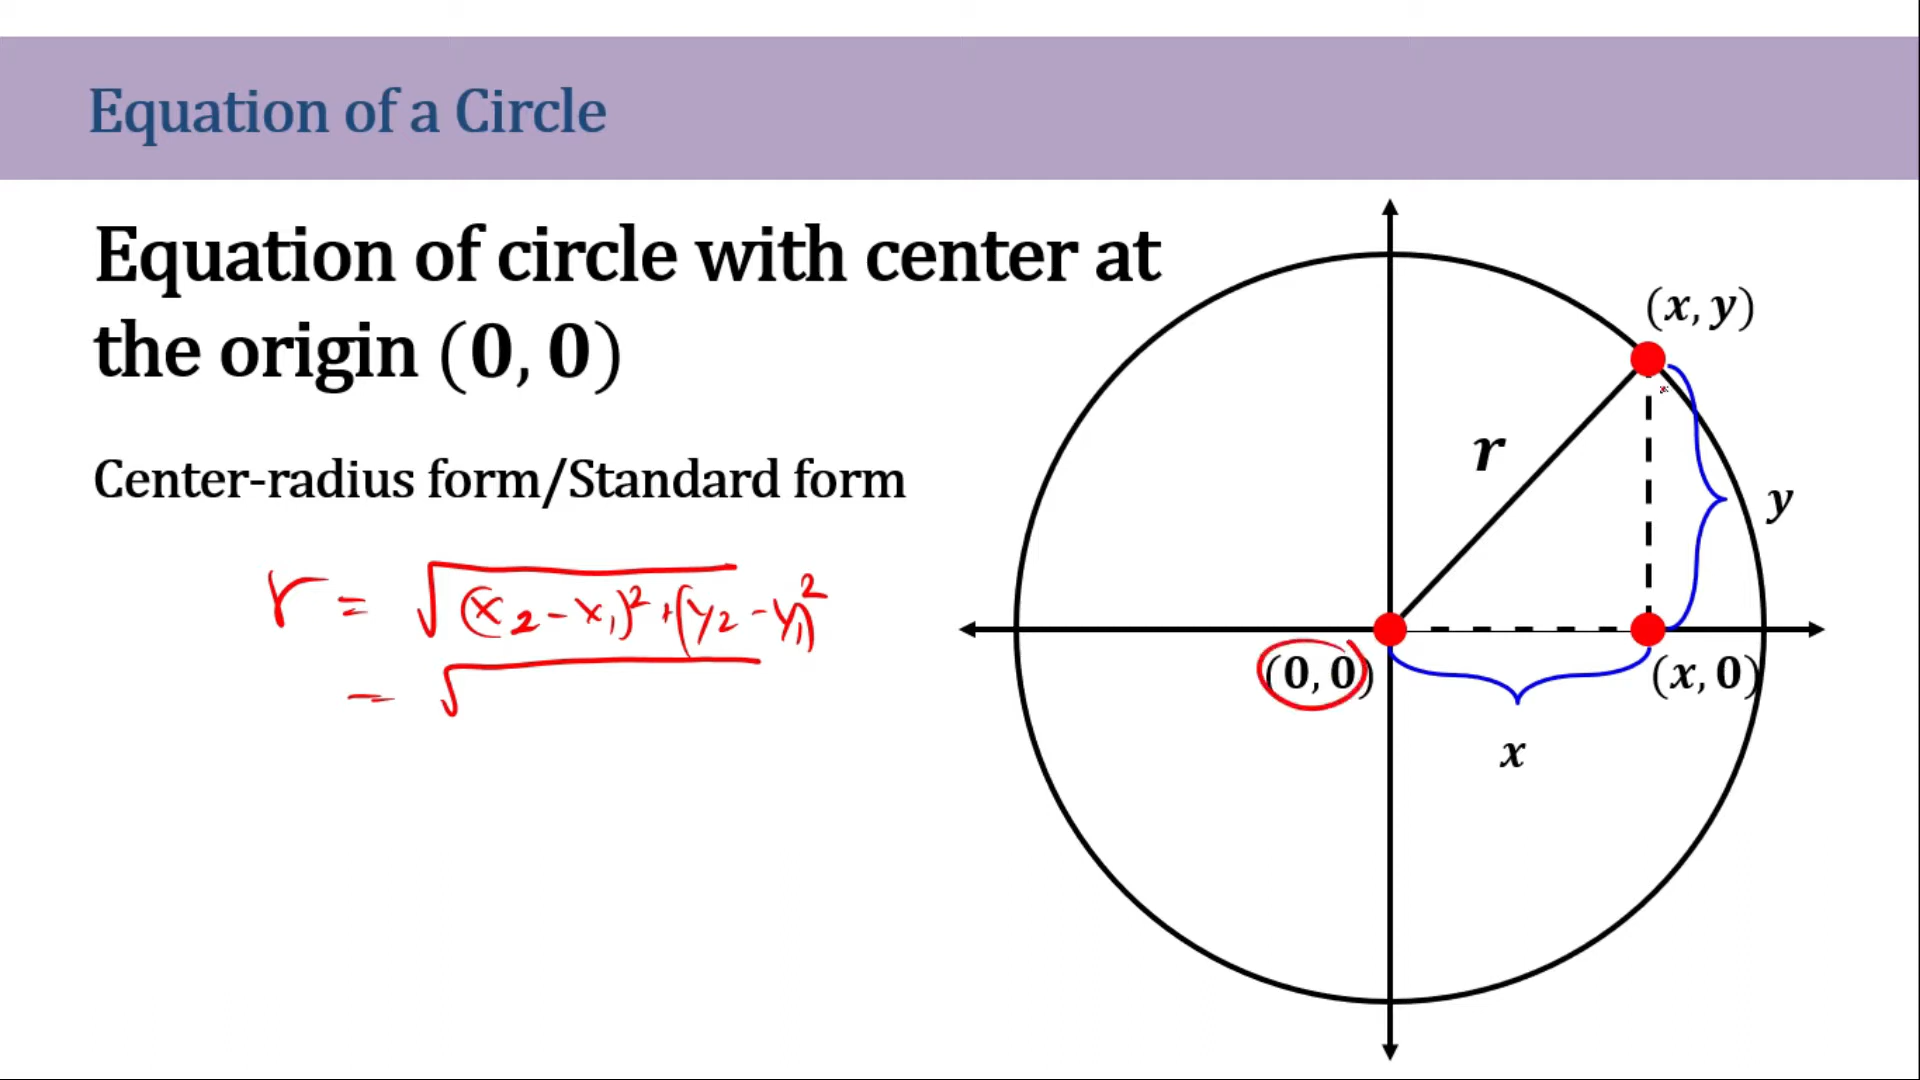 Equation of a Circle
Equation of circle with center at
the origin (0, 0)
Center-radius form/Standard form
r = √(x₂ - x₁)² + (y₂ - y₁)²
= √
(x, y)
r
y
(0, 0)
(x, 0)
x